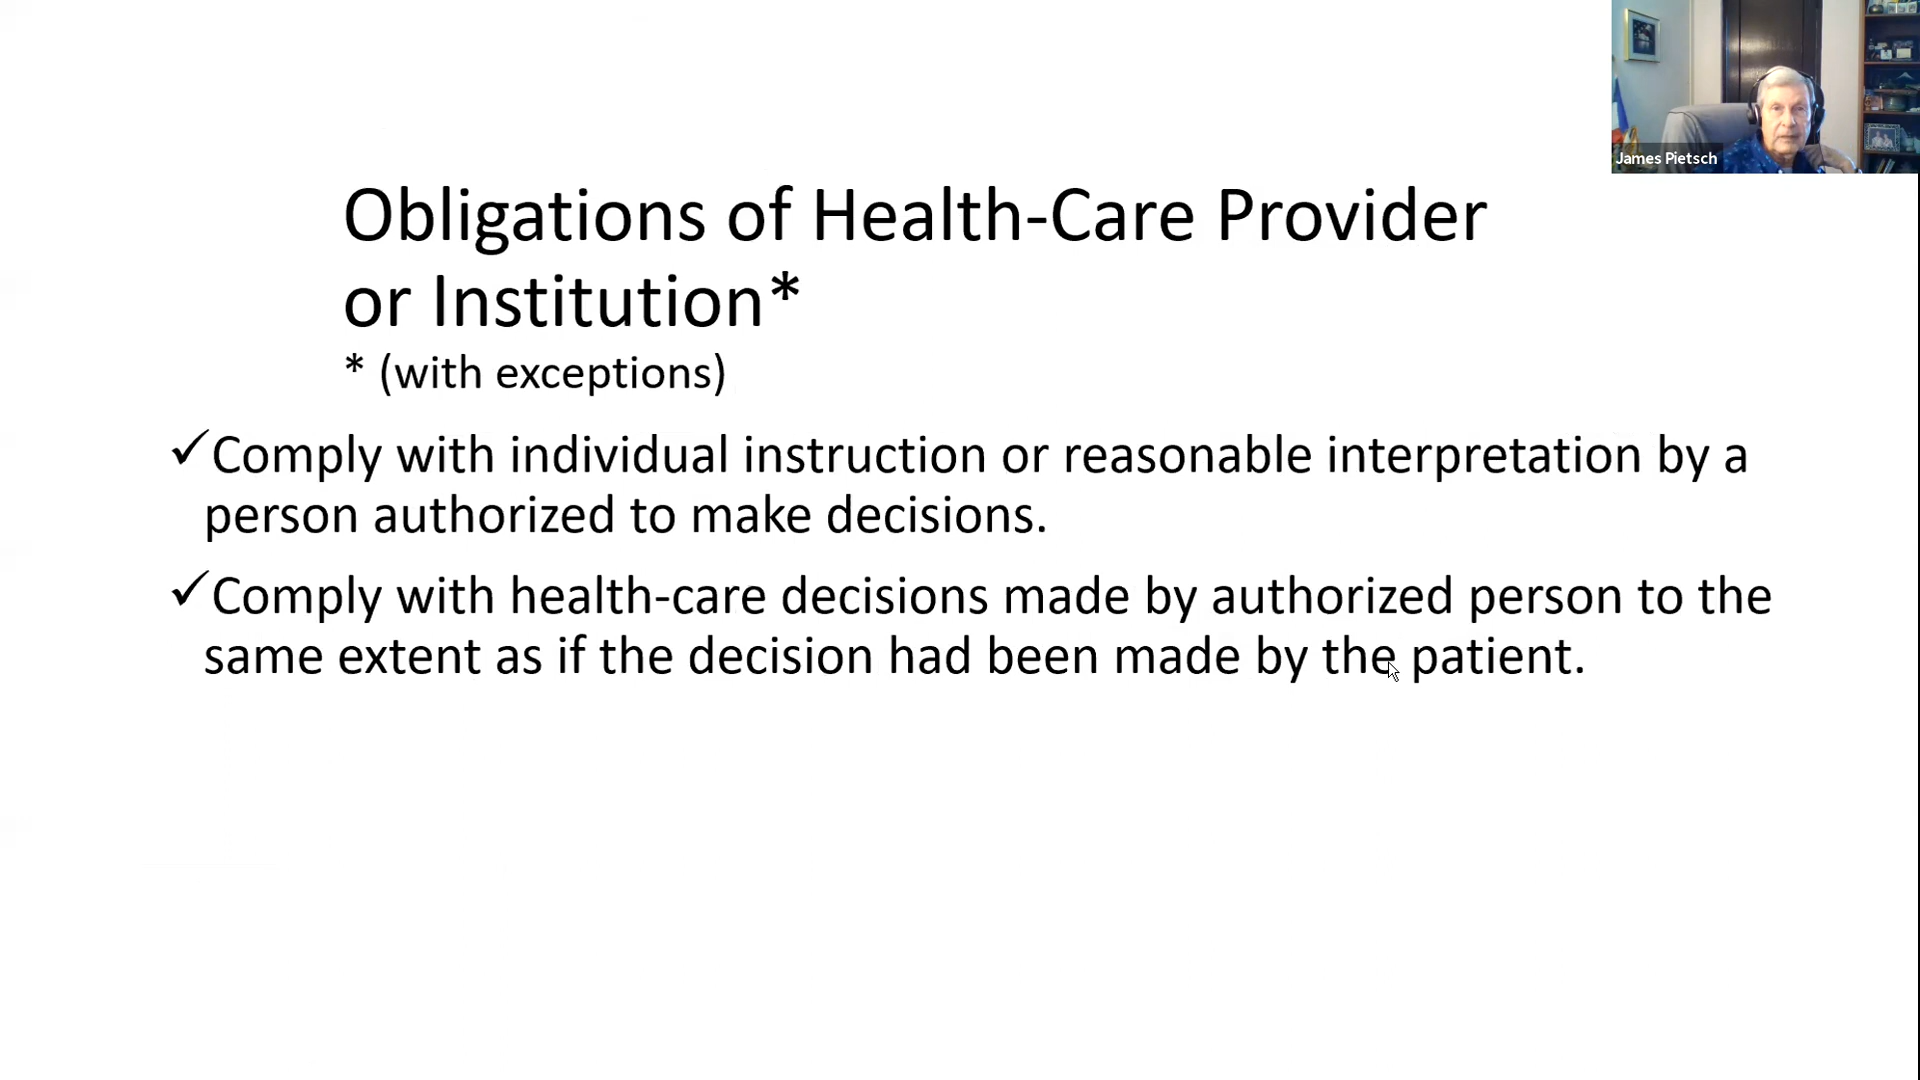 James Pietsch
Obligations of Health-Care Provider
or Institution*
* (with exceptions)
✓Comply with individual instruction or reasonable interpretation by a
person authorized to make decisions.
✓Comply with health-care decisions made by authorized person to the
same extent as if the decision had been made by the patient.